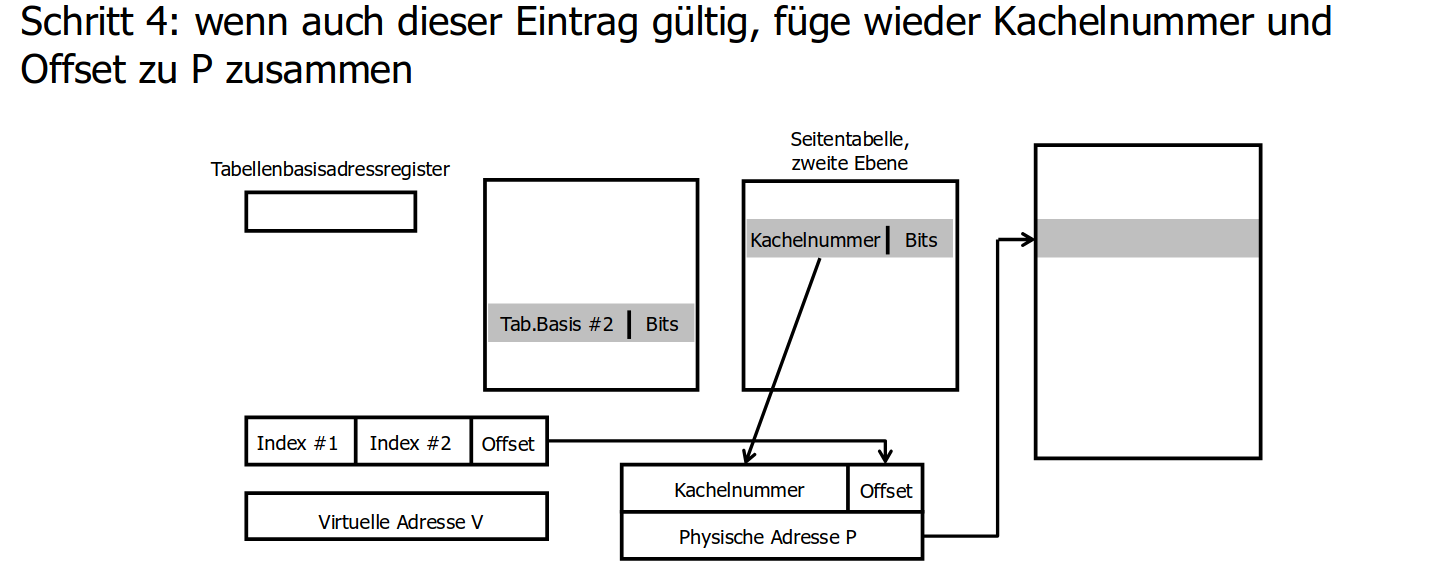 Schritt 4: wenn auch dieser Eintrag gültig, füge wieder Kachelnummer und
Offset zu P zusammen
Seitentabelle,
zweite Ebene
Tabellenbasisadressregister
Kachelnummer Bits
Tab.Basis #2 Bits
Index #1 Index #2 Offset
Kachelnummer Offset
Virtuelle Adresse V
Physische Adresse P